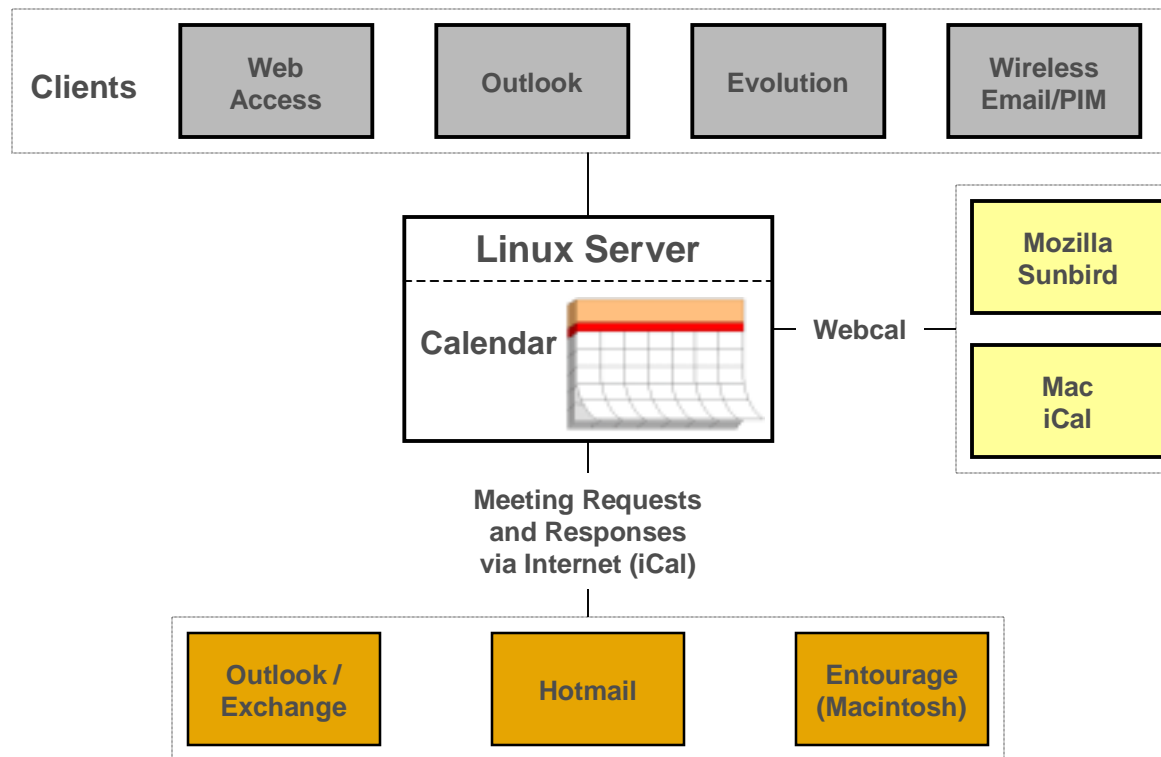 Clients
Web
Access
Outlook
Evolution
Wireless
Email/PIM
Linux Server
Calendar
Webcal
Mozilla
Sunbird
Mac
iCal
Meeting Requests
and Responses
via Internet (iCal)
Outlook /
Exchange
Hotmail
Entourage
(Macintosh)